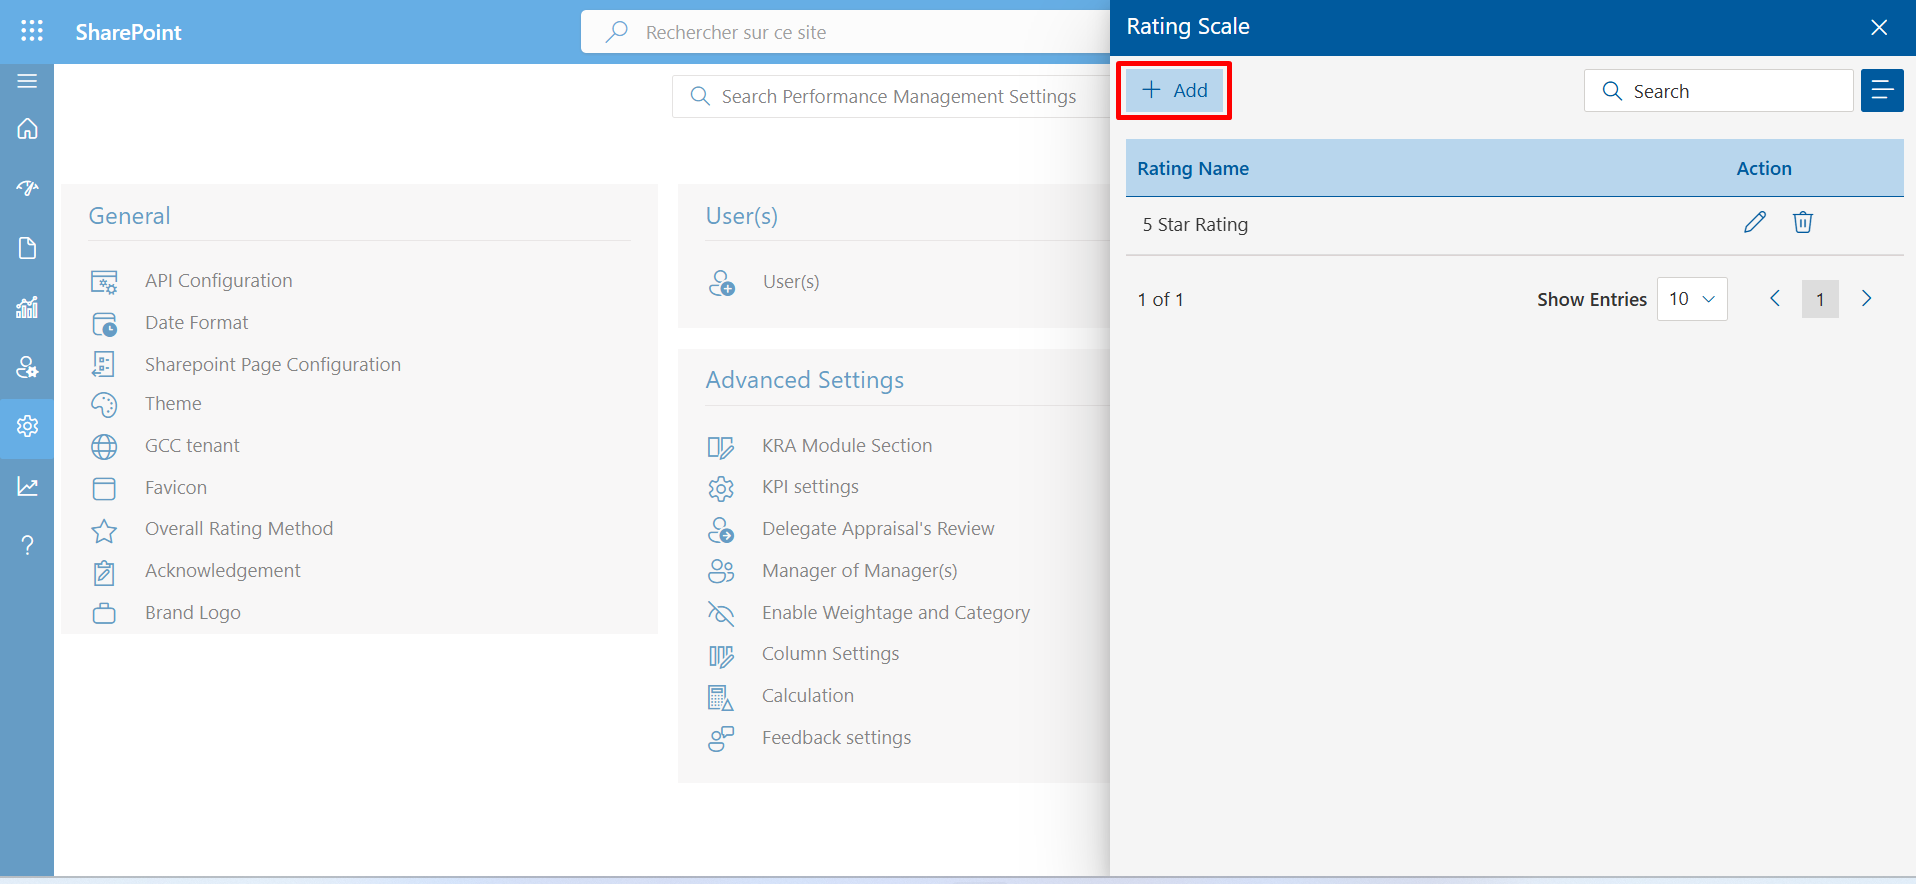 SharePoint
Rechercher sur ce site
Search Performance Management Settings
General
API Configuration
Date Format
Sharepoint Page Configuration
Theme
GCC tenant
Favicon
Overall Rating Method
Acknowledgement
Brand Logo
User(s)
User(s)
Advanced Settings
KRA Module Section
KPI settings
Delegate Appraisal's Review
Manager of Manager(s)
Enable Weightage and Category
Column Settings
Calculation
Feedback settings
Rating Scale
Add
Search
Rating Name Action
5 Star Rating
1 of 1 Show Entries 10 1